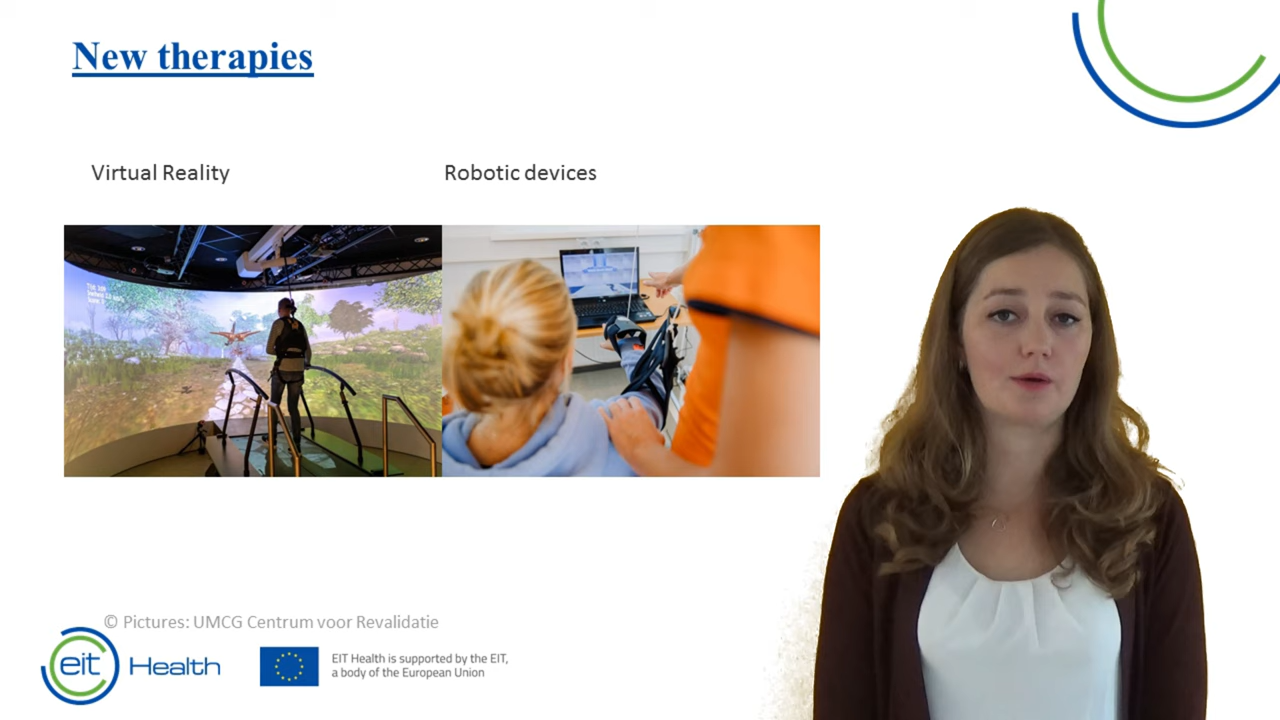 New therapies
Virtual Reality
Robotic devices
© Pictures: UMCG Centrum voor Revalidatie
eit Health
EIT Health is supported by the EIT,
a body of the European Union